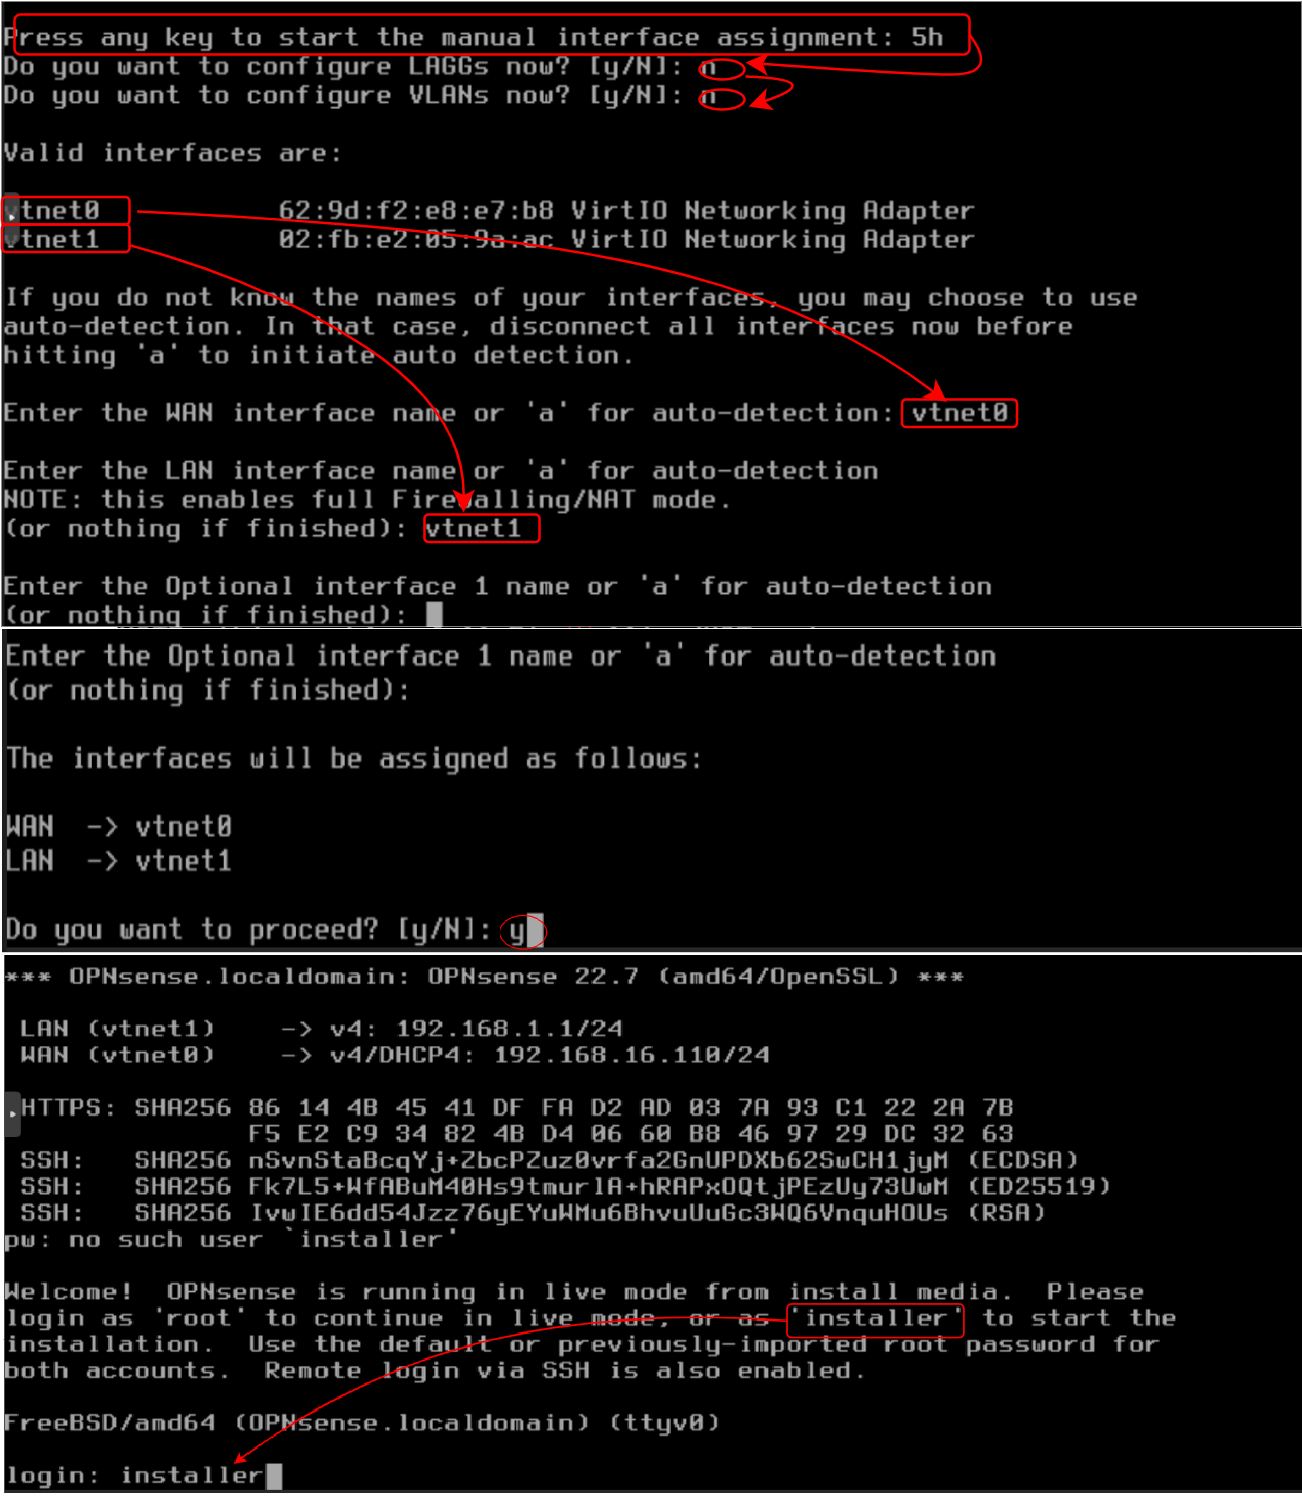 Press any key to start the manual interface assignment: 5h
Do you want to configure LAGGs now? [y/N]: n
Do you want to configure VLANs now? [y/N]: n
Valid interfaces are:
vtnet0 62:9d:f2:e8:e7:b8 VirtIO Networking Adapter
vtnet1 02:fb:e2:05:9a:ac VirtIO Networking Adapter
If you do not know the names of your interfaces, you may choose to use
auto-detection. In that case, disconnect all interfaces now before
hitting 'a' to initiate auto detection.
Enter the WAN interface name or 'a' for auto-detection: vtnet0
Enter the LAN interface name or 'a' for auto-detection
NOTE: this enables full Firewalling/NAT mode.
(or nothing if finished): vtnet1
Enter the Optional interface 1 name or 'a' for auto-detection
(or nothing if finished):
Enter the Optional interface 1 name or 'a' for auto-detection
(or nothing if finished):
The interfaces will be assigned as follows:
WAN -> vtnet0
LAN -> vtnet1
Do you want to proceed? [y/N]: y
*** OPNsense.localdomain: OPNsense 22.7 (amd64/OpenSSL) ***
LAN (vtnet1) -> v4: 192.168.1.1/24
WAN (vtnet0) -> v4/DHCP4: 192.168.16.110/24
HTTPS: SHA256 86 14 4B 45 41 DF FA D2 AD 03 7A 93 C1 22 2A 7B
F5 E2 C9 34 82 4B D4 06 60 B8 46 97 29 DC 32 63
SSH: SHA256 nSvnStaBcqYj+ZbcPZuz0vrfa2GnUPDXb62SwCH1jyM (ECDSA)
SSH: SHA256 Fk7L5+WfABuM40Hs9tmurlA+hRAPxOQtjPEzUy73UwM (ED25519)
SSH: SHA256 IvwIE6dd54Jzz76yEYuWMu6BhvuUuGc3WQ6VnquHOUs (RSA)
pw: no such user `installer'
Welcome! OPNsense is running in live mode from install media. Please
login as 'root' to continue in live mode, or as 'installer' to start the
installation. Use the default or previously-imported root password for
both accounts. Remote login via SSH is also enabled.
FreeBSD/amd64 (OPNsense.localdomain) (ttyv0)
login: installer